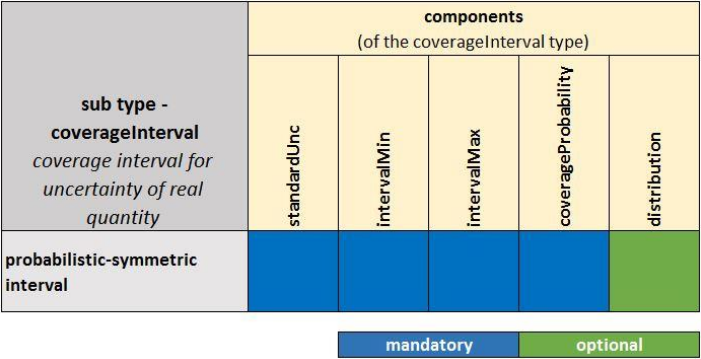 components
(of the coverageInterval type)
sub type -
coverageInterval
coverage interval for
uncertainty of real
quantity
standardUnc
intervalMin
intervalMax
coverageProbability
distribution
probabilistic-symmetric
interval
mandatory
optional